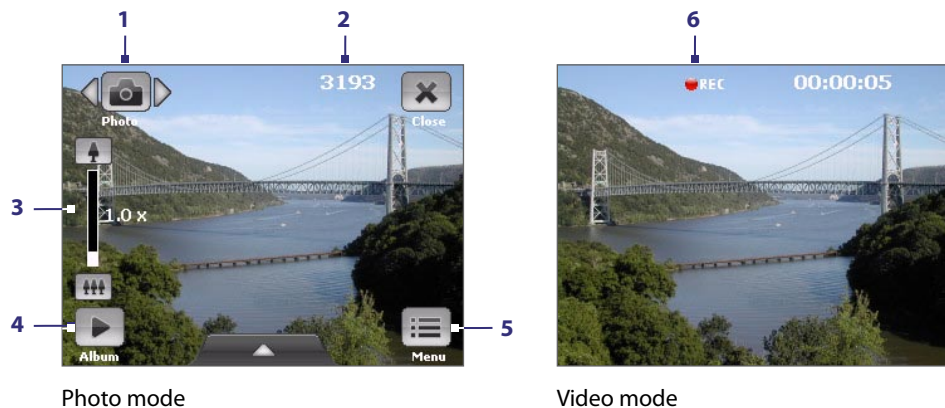 1 2 6
3193 REC 00:00:05
Photo Close
3 1.0 x
4 5
Album Menu
Photo mode Video mode